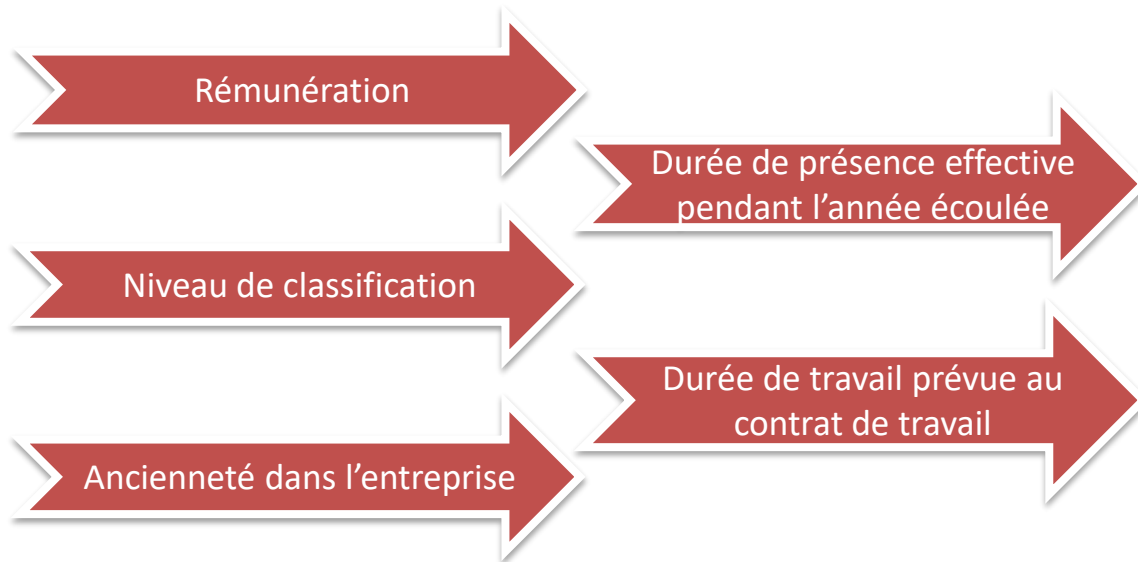 Rémunération
Niveau de classification
Ancienneté dans l’entreprise
Durée de présence effective
pendant l’année écoulée
Durée de travail prévue au
contrat de travail